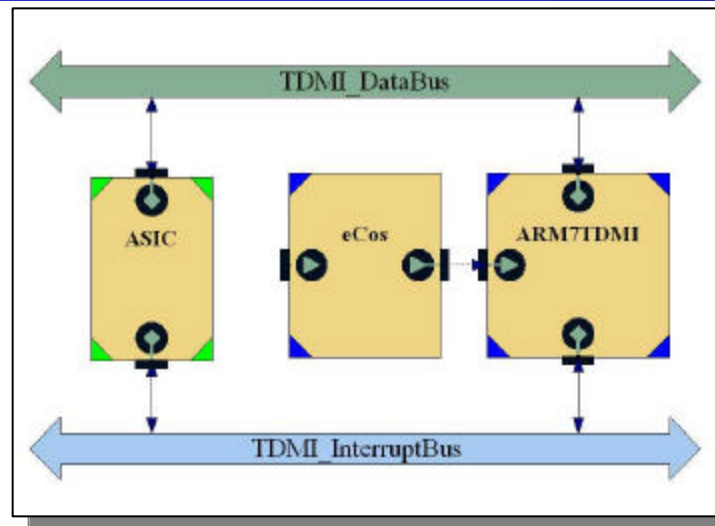 TDMI_DataBus
ASIC
eCos
ARM7TDMI
TDMI_InterruptBus